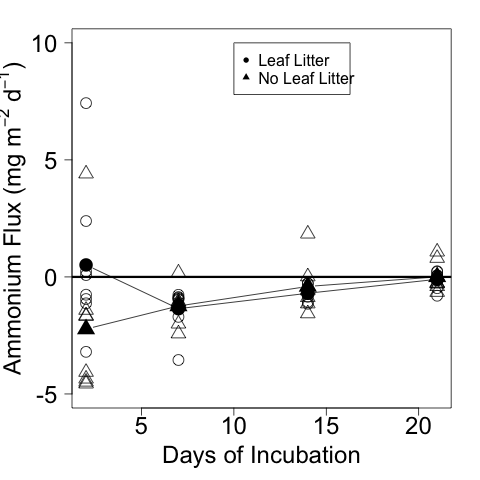 10
5
0
-5
Ammonium Flux (mg m⁻² d⁻¹)
Leaf Litter
No Leaf Litter
5 10 15 20
Days of Incubation